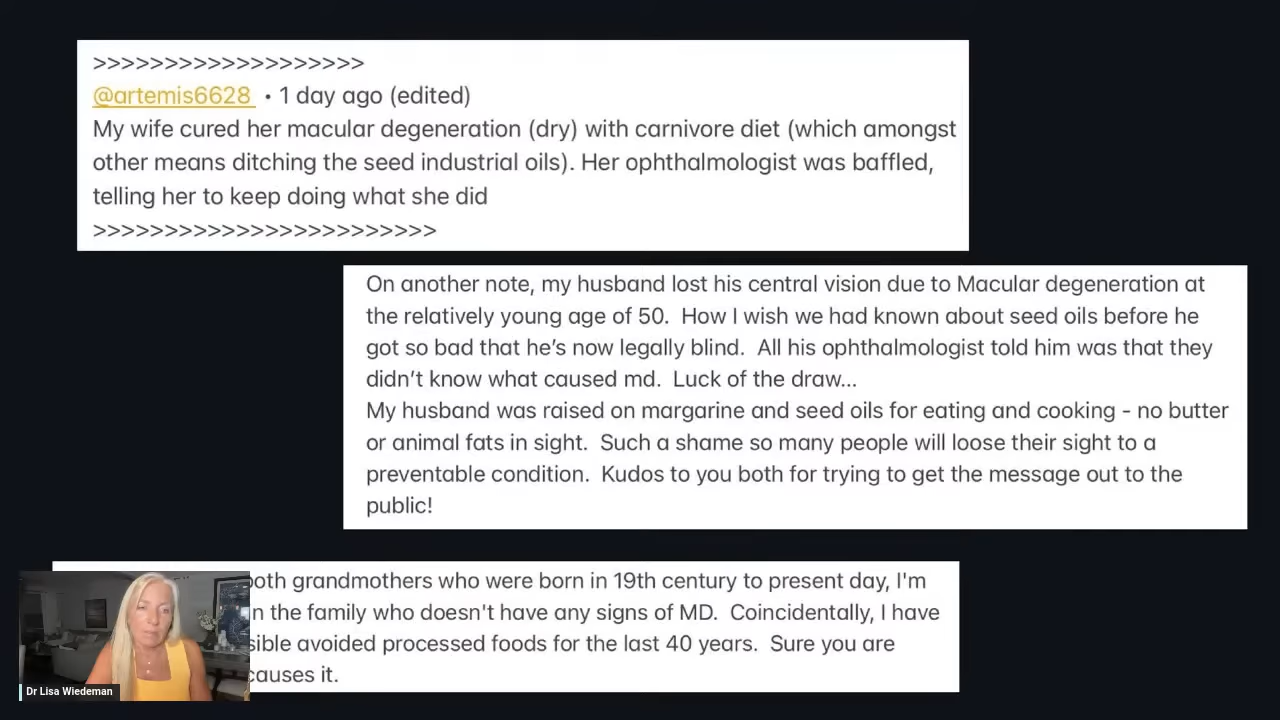 >>>>>>>>>>>>>>>>>>>
@artemis6628 • 1 day ago (edited)
My wife cured her macular degeneration (dry) with carnivore diet (which amongst
other means ditching the seed industrial oils). Her ophthalmologist was baffled,
telling her to keep doing what she did
>>>>>>>>>>>>>>>>>>>>>>>>
On another note, my husband lost his central vision due to Macular degeneration at
the relatively young age of 50.  How I wish we had known about seed oils before he
got so bad that he’s now legally blind.  All his ophthalmologist told him was that they
didn’t know what caused md.  Luck of the draw...
My husband was raised on margarine and seed oils for eating and cooking - no butter
or animal fats in sight.  Such a shame so many people will loose their sight to a
preventable condition.  Kudos to you both for trying to get the message out to the
public!
grandmothers who were born in 19th century to present day, I'm
the family who doesn't have any signs of MD.  Coincidentally, I have
avoided processed foods for the last 40 years.  Sure you are
causes it.
Dr Lisa Wiedeman